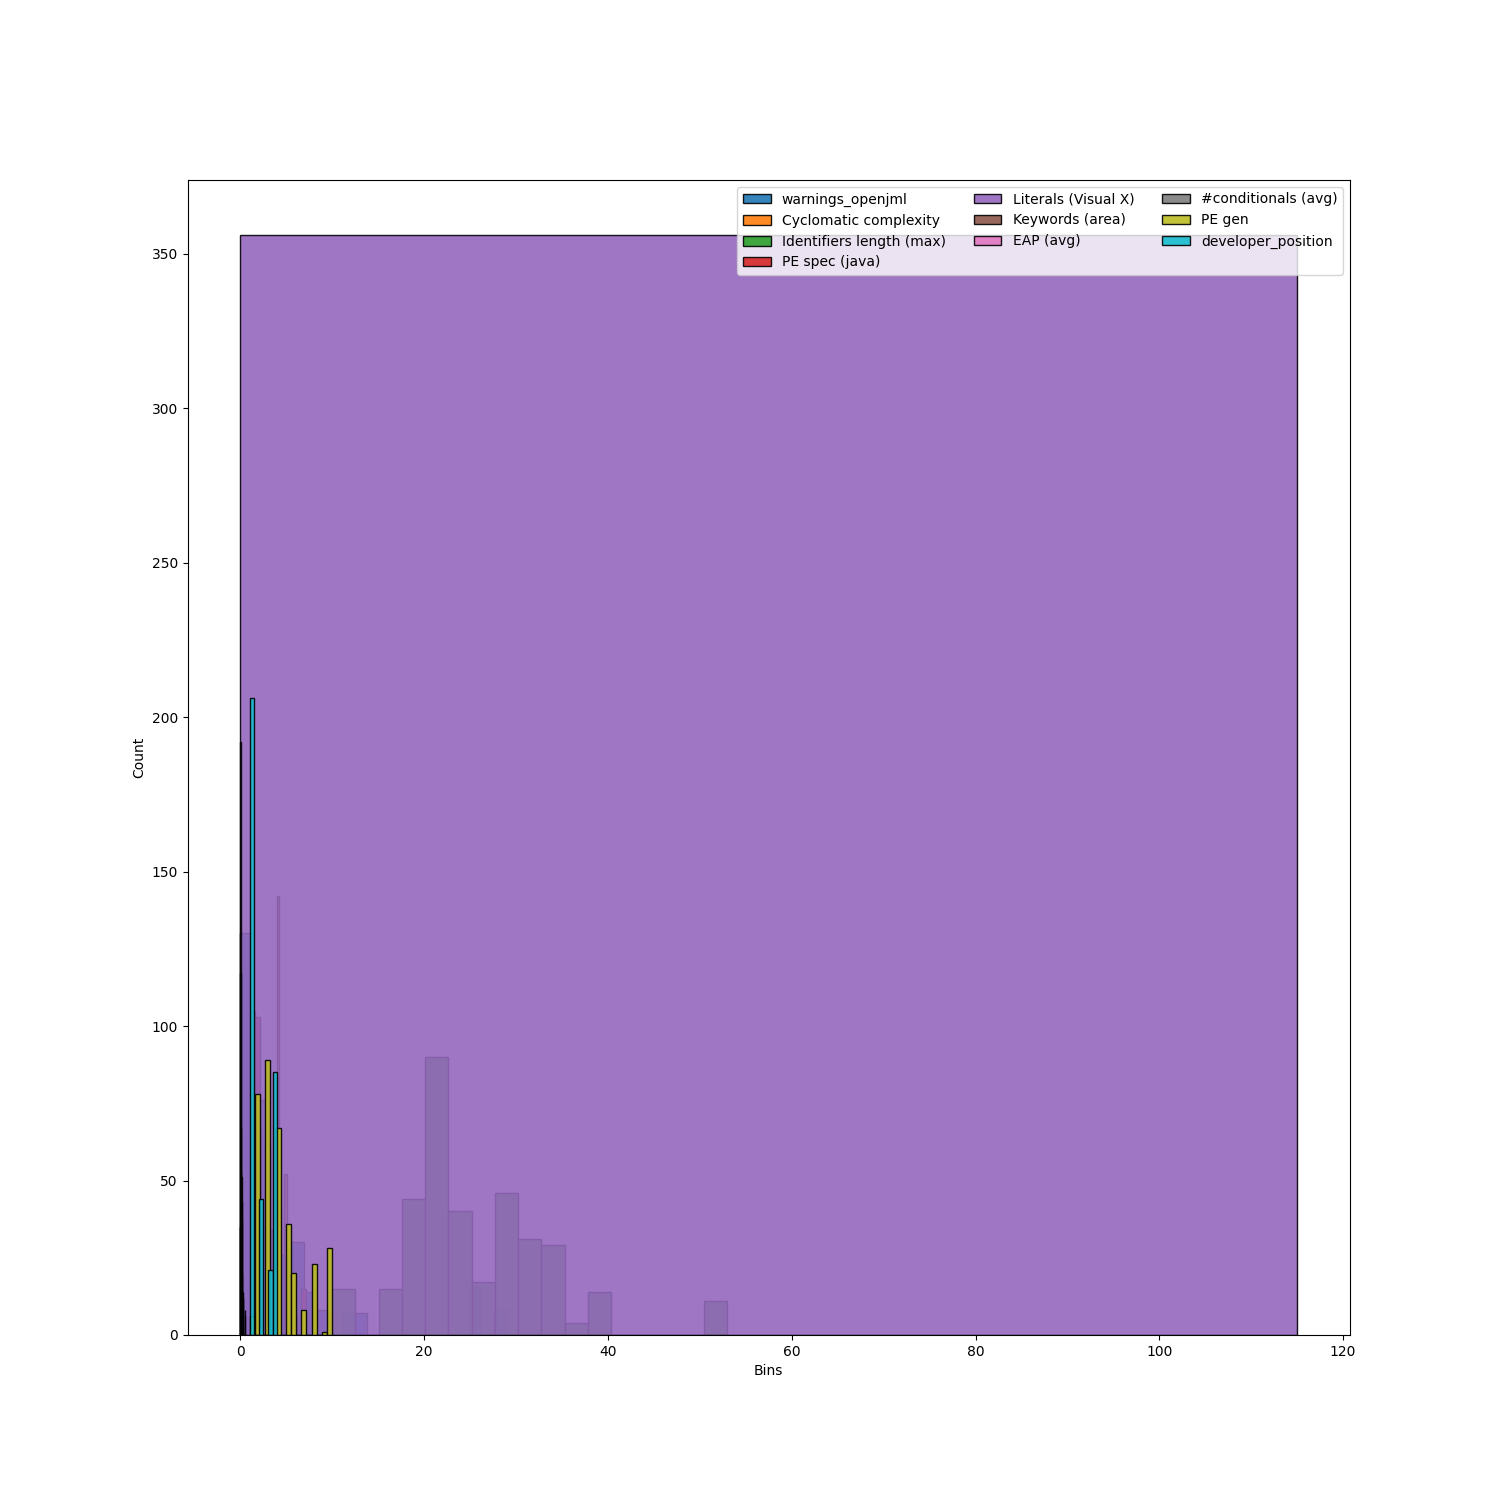 warnings_openjml
Cyclomatic complexity
Identifiers length (max)
PE spec (java)
Literals (Visual X)
Keywords (area)
EAP (avg)
#conditionals (avg)
PE gen
developer_position
350
300
250
200
150
100
50
0
Count
0 20 40 60 80 100 120
Bins